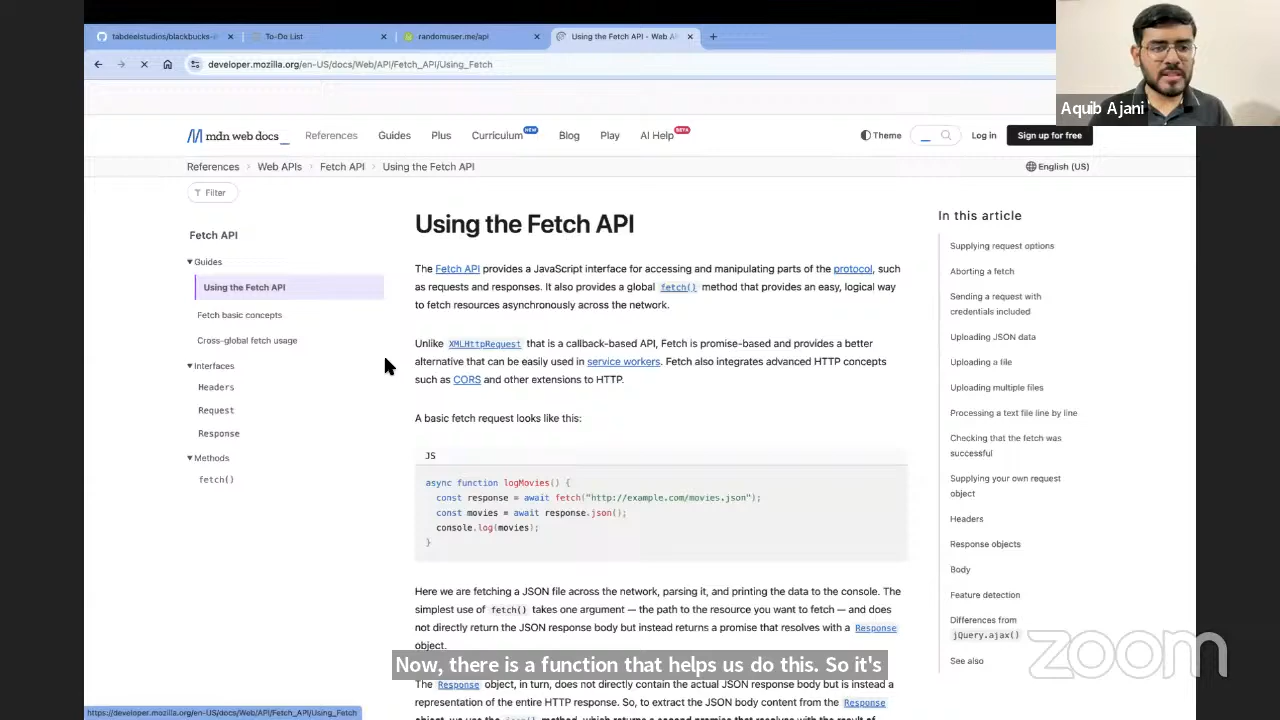 tabdeelstudios/blackbucks-i
To-Do List
randomuser.me/api
Using the Fetch API - Web AP
developer.mozilla.org/en-US/docs/Web/API/Fetch_API/Using_Fetch
Aquib Ajani
mdn web docs_
References
Guides
Plus
Curriculum NEW
Blog
Play
AI Help BETA
Theme
Log in
Sign up for free
References › Web APIs › Fetch API › Using the Fetch API
English (US)
Filter
Fetch API
Guides
Using the Fetch API
Fetch basic concepts
Cross-global fetch usage
Interfaces
Headers
Request
Response
Methods
fetch()
Using the Fetch API
The Fetch API provides a JavaScript interface for accessing and manipulating parts of the protocol, such
as requests and responses. It also provides a global fetch() method that provides an easy, logical way
to fetch resources asynchronously across the network.
Unlike XMLHttpRequest that is a callback-based API, Fetch is promise-based and provides a better
alternative that can be easily used in service workers. Fetch also integrates advanced HTTP concepts
such as CORS and other extensions to HTTP.
A basic fetch request looks like this:
JS
async function logMovies() {
const response = await fetch("http://example.com/movies.json");
const movies = await response.json();
console.log(movies);
}
Here we are fetching a JSON file across the network, parsing it, and printing the data to the console. The
simplest use of fetch() takes one argument — the path to the resource you want to fetch — and does
not directly return the JSON response body but instead returns a promise that resolves with a Response
object.
The Response object, in turn, does not directly contain the actual JSON response body but is instead a
representation of the entire HTTP response. So, to extract the JSON body content from the Response
object, we use the json() method, which returns a second promise that resolves with the result of
In this article
Supplying request options
Aborting a fetch
Sending a request with
credentials included
Uploading JSON data
Uploading a file
Uploading multiple files
Processing a text file line by line
Checking that the fetch was
successful
Supplying your own request
object
Headers
Response objects
Body
Feature detection
Differences from
jQuery.ajax()
See also
zoom
Now, there is a function that helps us do this. So it's
https://developer.mozilla.org/en-US/docs/Web/API/Fetch_API/Using_Fetch